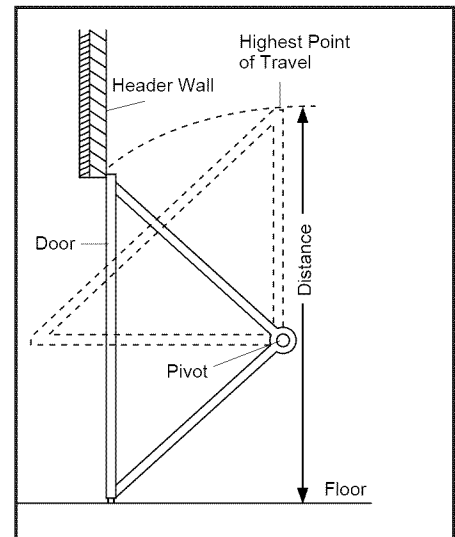 Highest Point
of Travel
Header Wall
Door
Distance
Pivot
Floor